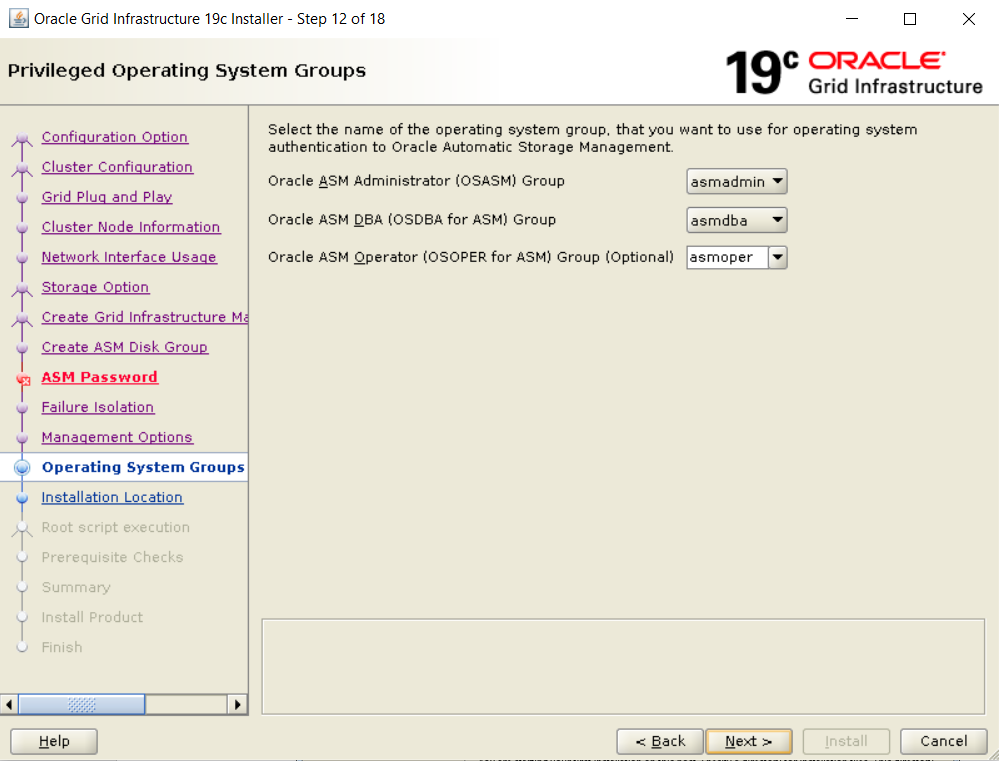 Oracle Grid Infrastructure 19c Installer - Step 12 of 18
Privileged Operating System Groups
19c ORACLE
Grid Infrastructure
Configuration Option
Cluster Configuration
Grid Plug and Play
Cluster Node Information
Network Interface Usage
Storage Option
Create Grid Infrastructure Ma
Create ASM Disk Group
ASM Password
Failure Isolation
Management Options
Operating System Groups
Installation Location
Root script execution
Prerequisite Checks
Summary
Install Product
Finish
Select the name of the operating system group, that you want to use for operating system
authentication to Oracle Automatic Storage Management.
Oracle ASM Administrator (OSASM) Group asmadmin
Oracle ASM DBA (OSDBA for ASM) Group asmdba
Oracle ASM Operator (OSOPER for ASM) Group (Optional) asmoper
Help < Back Next > Install Cancel